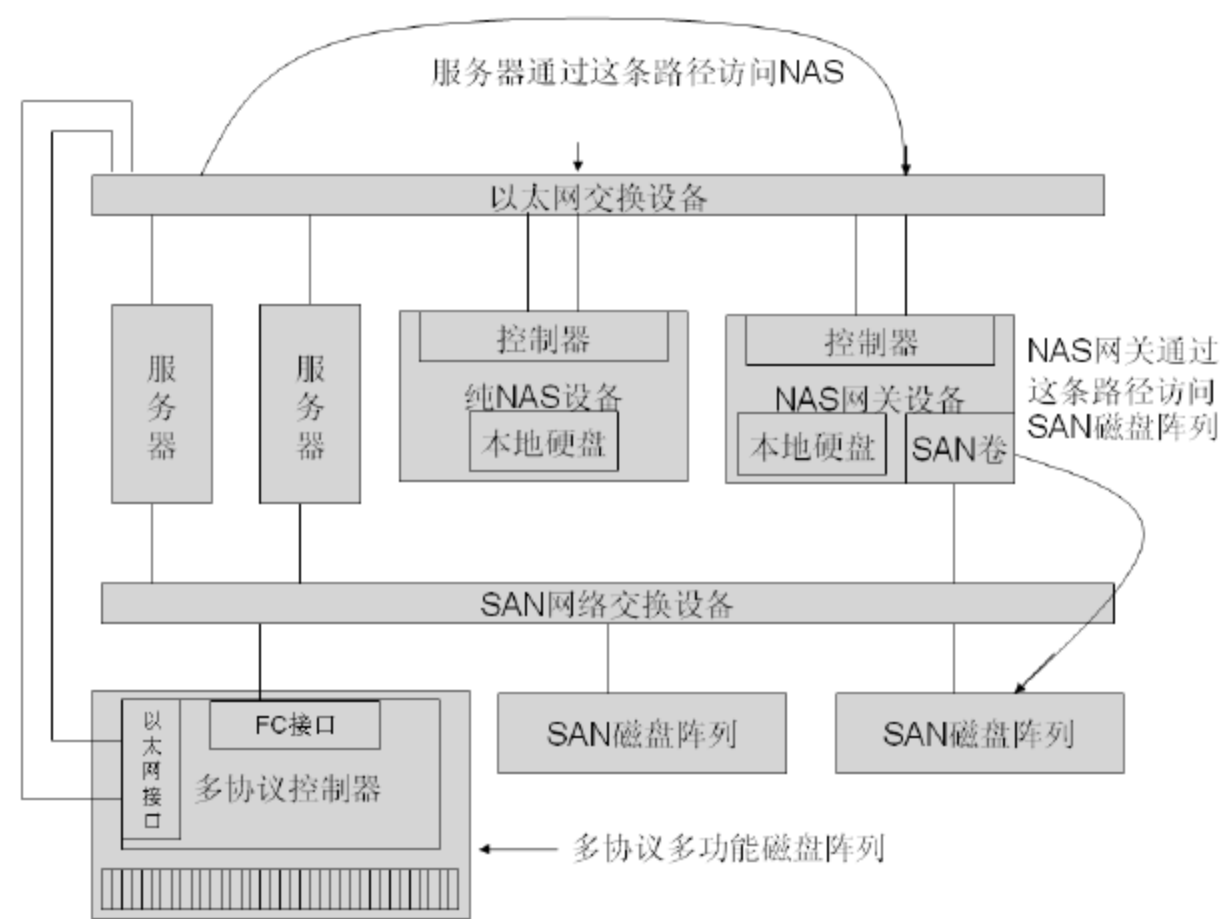 服务器通过这条路径访问NAS
以太网交换设备
服
务
器
服
务
器
控制器
纯NAS设备
本地硬盘
控制器
NAS网关设备
本地硬盘
SAN卷
NAS网关通过
这条路径访问
SAN磁盘阵列
SAN网络交换设备
以
太
网
接
口
FC接口
多协议控制器
SAN磁盘阵列
SAN磁盘阵列
多协议多功能磁盘阵列